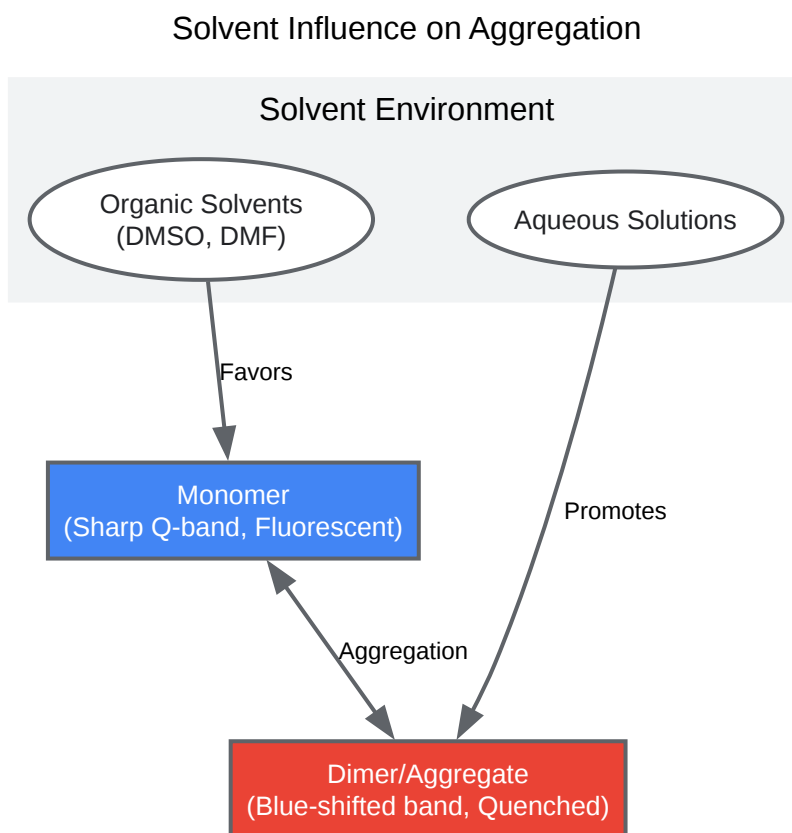 Solvent Influence on Aggregation
Solvent Environment
Organic Solvents
(DMSO, DMF)
Aqueous Solutions
Favors
Monomer
(Sharp Q-band, Fluorescent)
Promotes
Aggregation
Dimer/Aggregate
(Blue-shifted band, Quenched)